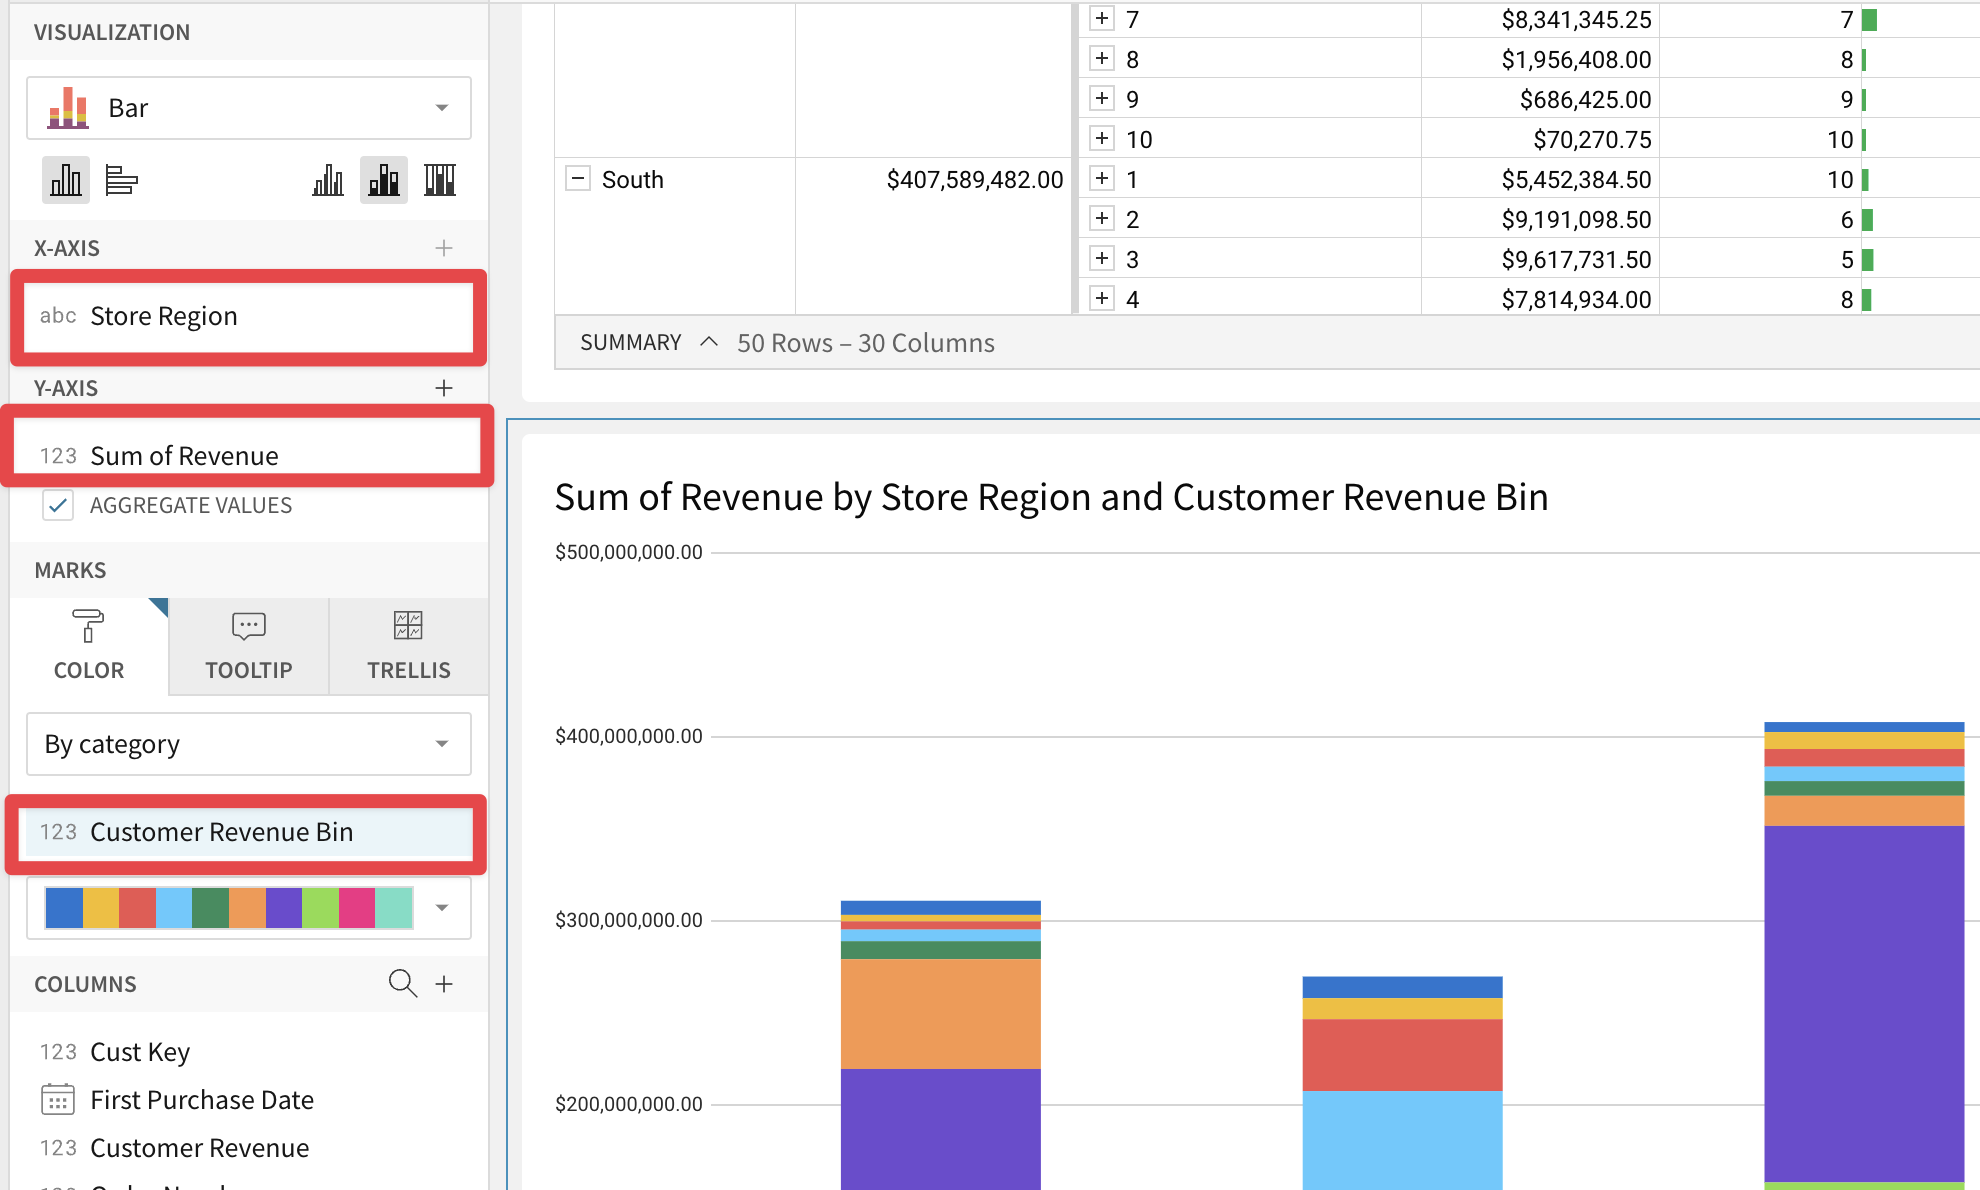 VISUALIZATION
Bar
X-AXIS
abc Store Region
Y-AXIS
123 Sum of Revenue
AGGREGATE VALUES
MARKS
COLOR TOOLTIP TRELLIS
By category
123 Customer Revenue Bin
COLUMNS
123 Cust Key
First Purchase Date
123 Customer Revenue
7 $8,341,345.25 7
8 $1,956,408.00 8
9 $686,425.00 9
10 $70,270.75 10
South $407,589,482.00 1 $5,452,384.50 10
2 $9,191,098.50 6
3 $9,617,731.50 5
4 $7,814,934.00 8
SUMMARY 50 Rows – 30 Columns
Sum of Revenue by Store Region and Customer Revenue Bin
$500,000,000.00
$400,000,000.00
$300,000,000.00
$200,000,000.00